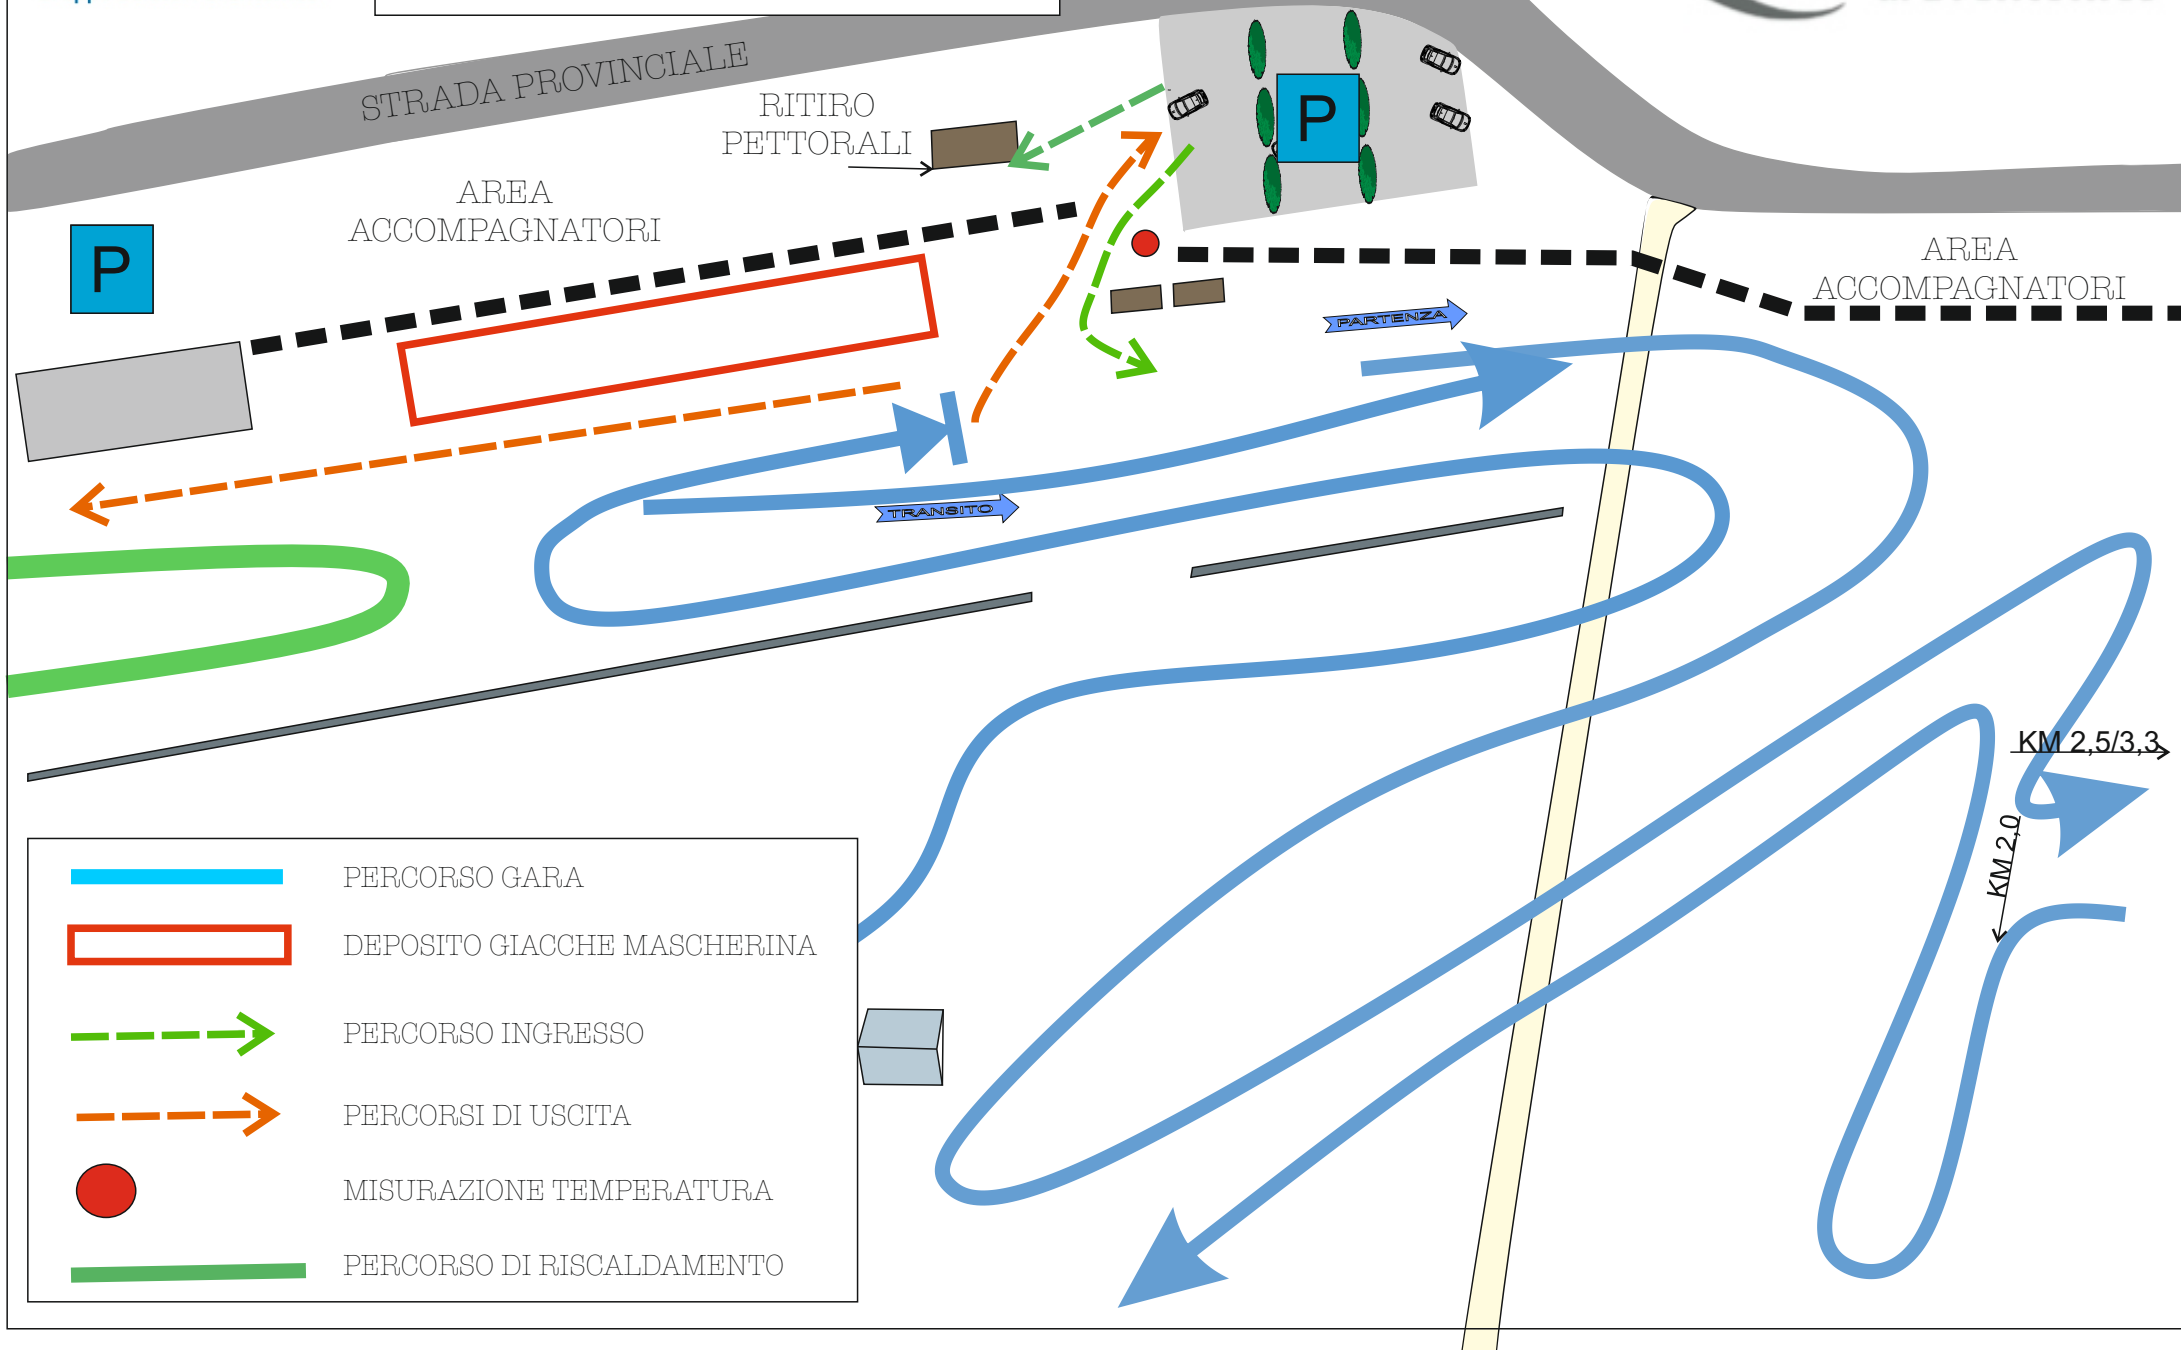 STRADA PROVINCIALE
RITIRO
PETTORALI
P
AREA
ACCOMPAGNATORI
P
AREA
ACCOMPAGNATORI
PARTENZA
TRANSITO
KM 2,5/3,3
KM 2,0
PERCORSO GARA
DEPOSITO GIACCHE MASCHERINA
PERCORSO INGRESSO
PERCORSI DI USCITA
MISURAZIONE TEMPERATURA
PERCORSO DI RISCALDAMENTO